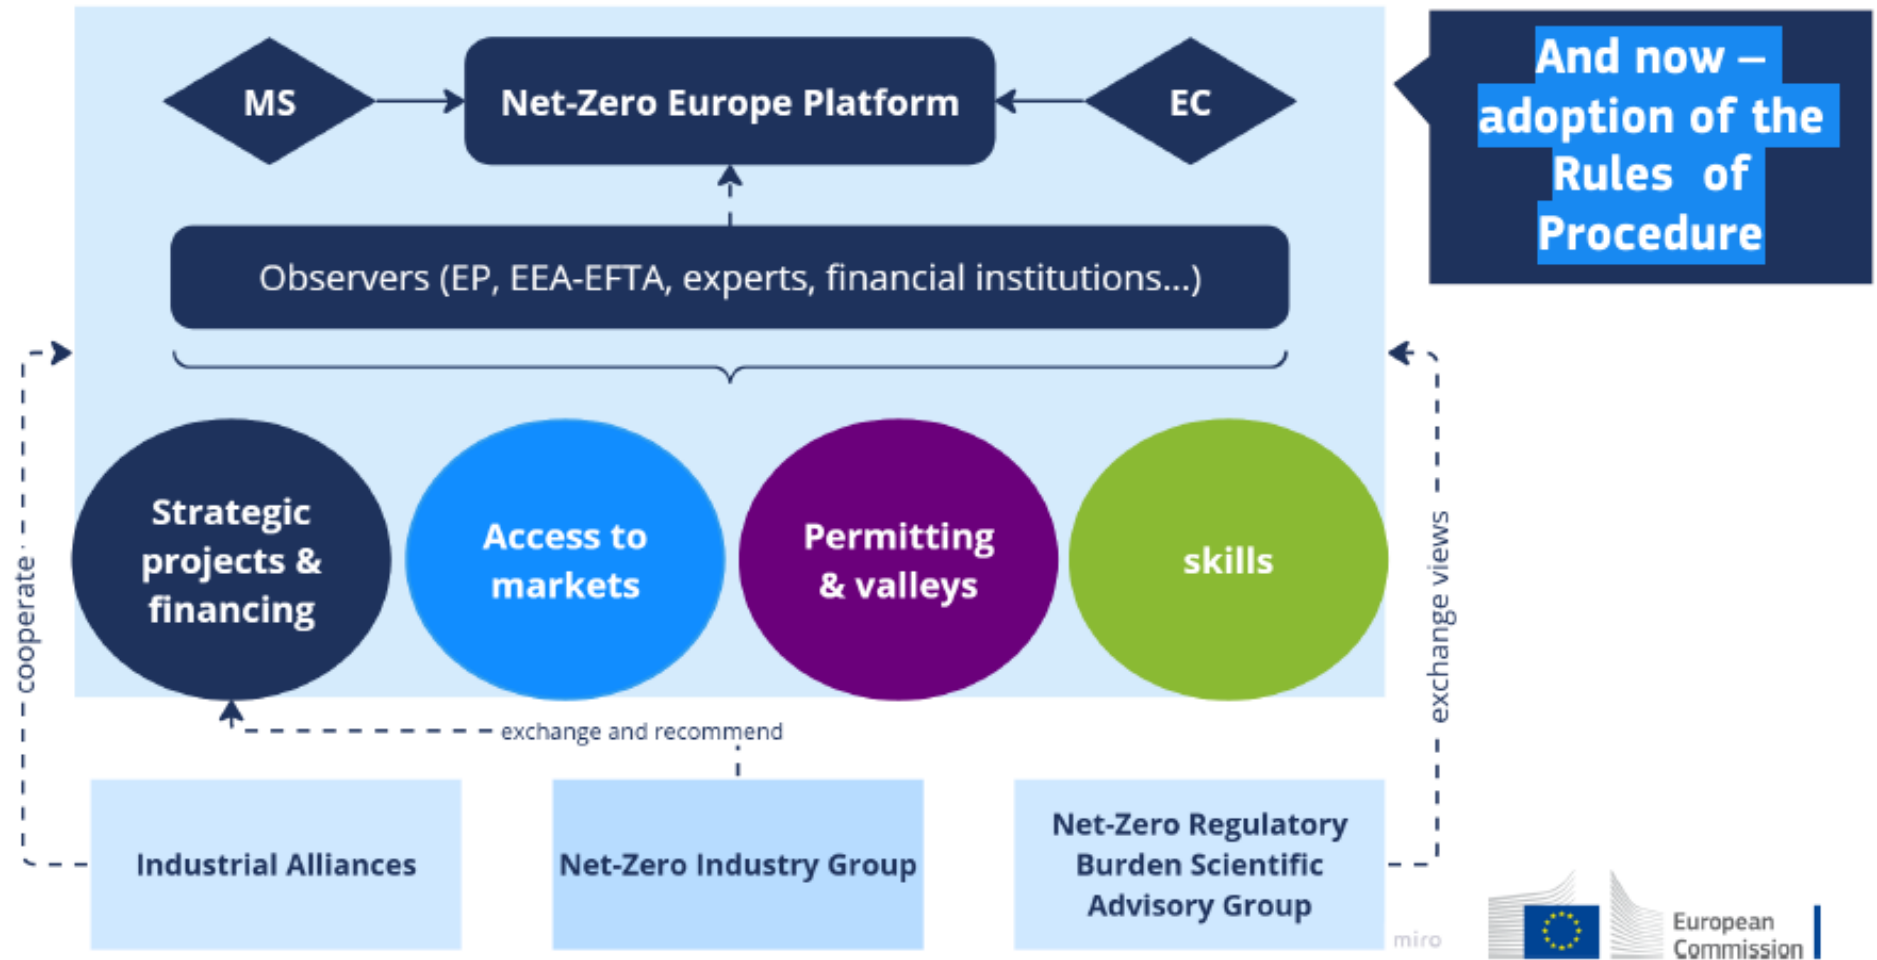 MS
Net-Zero Europe Platform
EC
And now –
adoption of the
Rules of
Procedure
Observers (EP, EEA-EFTA, experts, financial institutions...)
Strategic
projects &
financing
Access to
markets
Permitting
& valleys
skills
cooperate
exchange views
exchange and recommend
Industrial Alliances
Net-Zero Industry Group
Net-Zero Regulatory
Burden Scientific
Advisory Group
miro
European
Commission